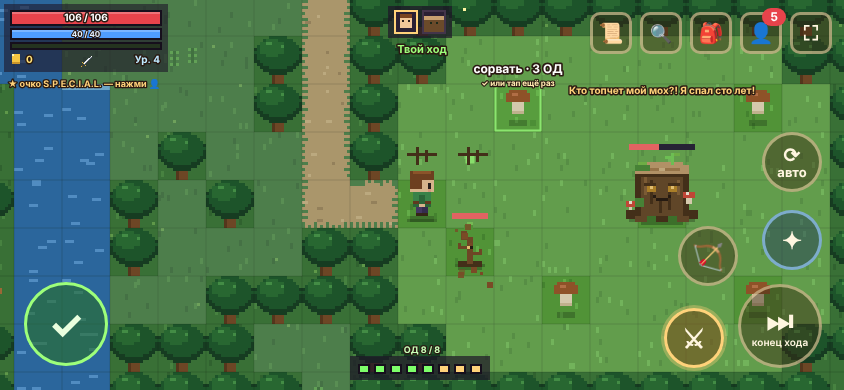 106 / 106
40 / 40
0
Ур. 4
★ очко S.P.E.C.I.A.L. — нажми
Твой ход
5
сорвать · 3 ОД
✓ или тап ещё раз
Кто топчет мой мох?! Я спал сто лет!
авто
конец хода
ОД 8 / 8